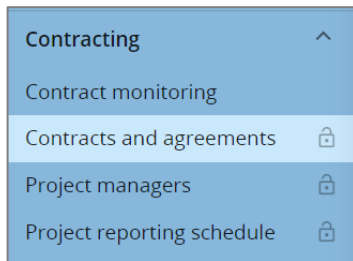 Contracting
Contract monitoring
Contracts and agreements
Project managers
Project reporting schedule